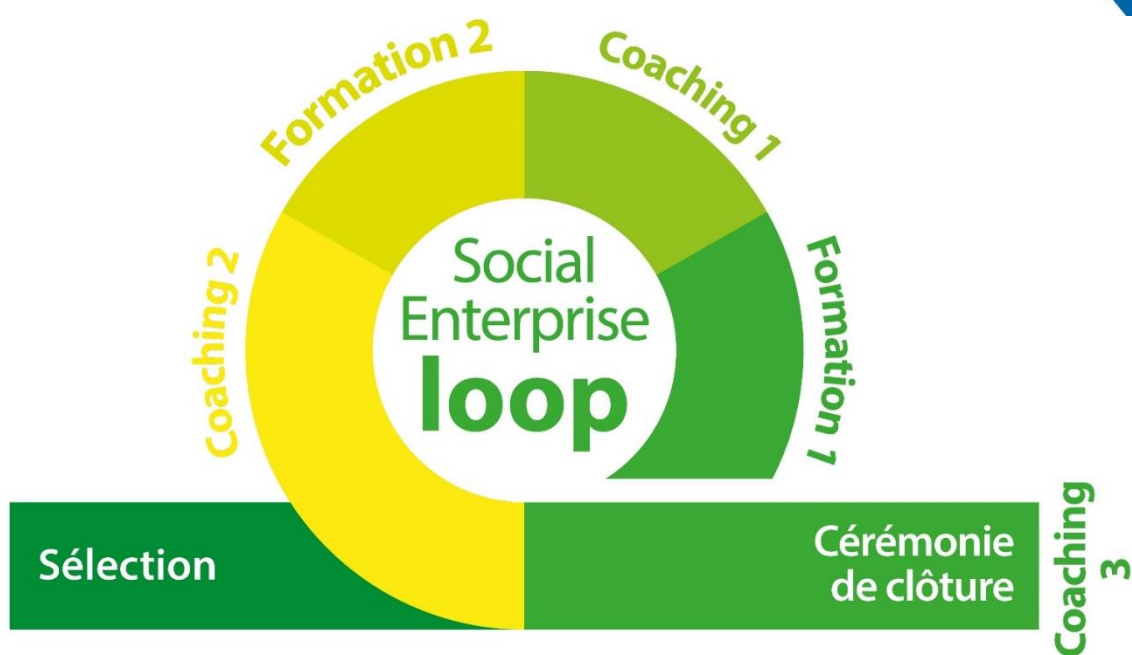 Formation 2
Coaching 1
Coaching 2
Social
Enterprise
loop
Formation 1
Sélection
Cérémonie
de clôture
Coaching
3